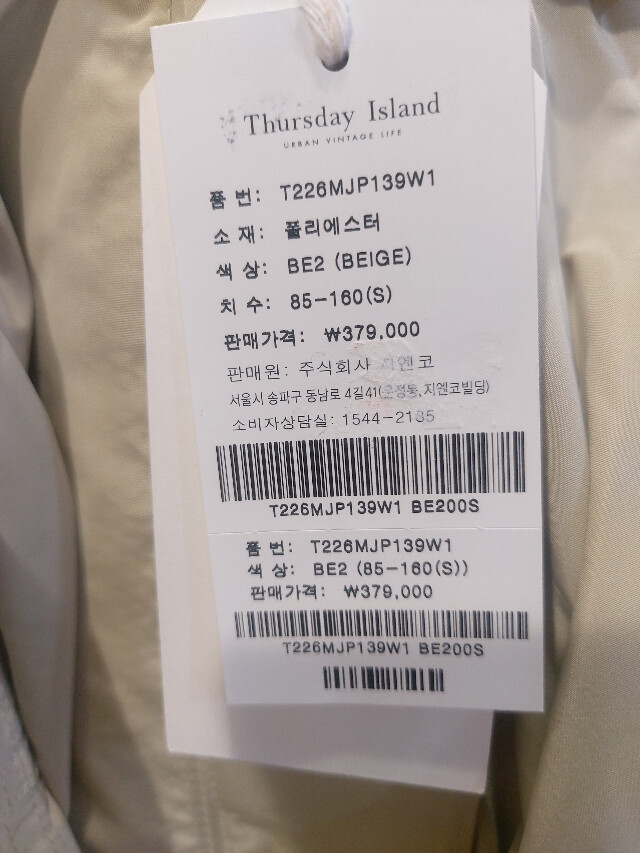 Thursday Island
URBAN VINTAGE LIFE
품 번: T226MJP139W1
소 재: 폴리에스터
색 상: BE2 (BEIGE)
치 수: 85-160(S)
판매가격: ₩379,000
판매원: 주식회사 지엔코
서울시 송파구 동남로 4길41(문정동,지엔코빌딩)
소비자상담실: 1544-2185
T226MJP139W1 BE200S
품 번: T226MJP139W1
색 상: BE2 (85-160(S))
판매가격: ₩379,000
T226MJP139W1 BE200S